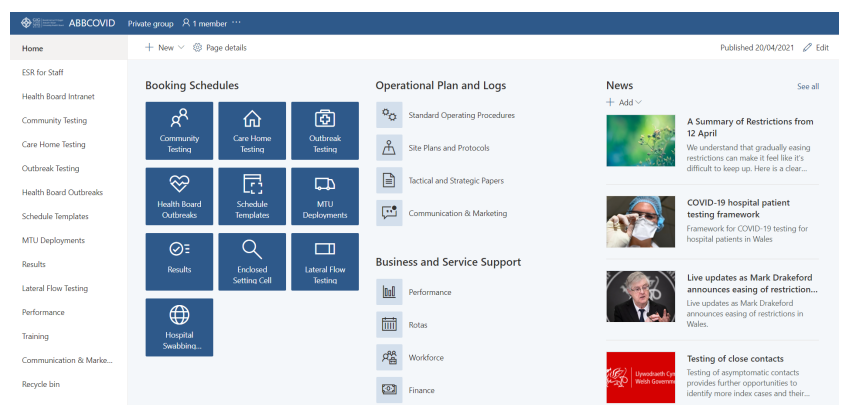 ABBCOVID
Private group
1 member
Home
New
Page details
Published 20/04/2021
Edit
ESR for Staff
Health Board Intranet
Community Testing
Care Home Testing
Outbreak Testing
Health Board Outbreaks
Schedule Templates
MTU Deployments
Results
Lateral Flow Testing
Performance
Training
Communication & Marke...
Recycle bin
Booking Schedules
Community
Testing
Care Home
Testing
Outbreak
Testing
Health Board
Outbreaks
Schedule
Templates
MTU
Deployments
Results
Enclosed
Setting Cell
Lateral Flow
Testing
Hospital
Swabbing...
Operational Plan and Logs
Standard Operating Procedures
Site Plans and Protocols
Tactical and Strategic Papers
Communication & Marketing
Business and Service Support
Performance
Rotas
Workforce
Finance
News
See all
Add
A Summary of Restrictions from
12 April
We understand that gradually easing
restrictions can make it feel like it's
difficult to keep up. Here is a clear...
COVID-19 hospital patient
testing framework
Framework for COVID-19 testing for
hospital patients in Wales
Live updates as Mark Drakeford
announces easing of restriction...
Live updates as Mark Drakeford
announces easing of restrictions in
Wales.
Llywodraeth Cym
Welsh Governme
Testing of close contacts
Testing of asymptomatic contacts
provides further opportunities to
identify more index cases and their...